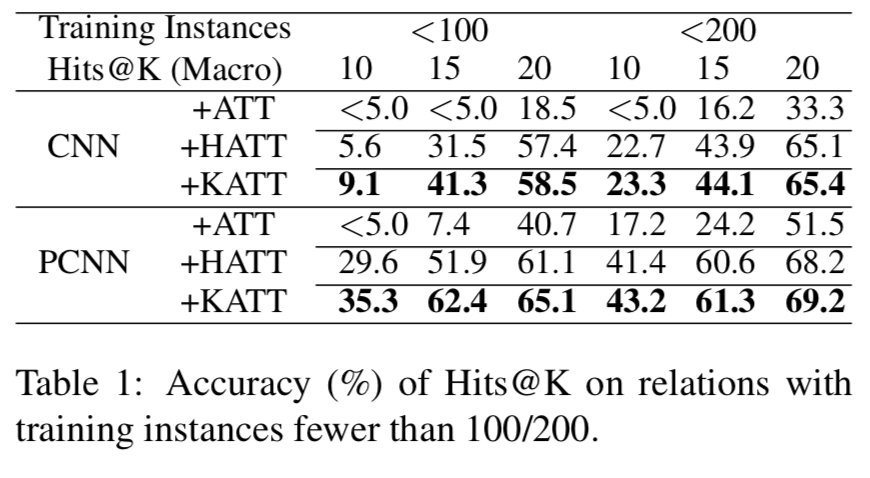 Training Instances <100 <200
Hits@K (Macro) 10 15 20 10 15 20
+ATT <5.0 <5.0 18.5 <5.0 16.2 33.3
CNN +HATT 5.6 31.5 57.4 22.7 43.9 65.1
+KATT 9.1 41.3 58.5 23.3 44.1 65.4
+ATT <5.0 7.4 40.7 17.2 24.2 51.5
PCNN +HATT 29.6 51.9 61.1 41.4 60.6 68.2
+KATT 35.3 62.4 65.1 43.2 61.3 69.2
Table 1: Accuracy (%) of Hits@K on relations with
training instances fewer than 100/200.